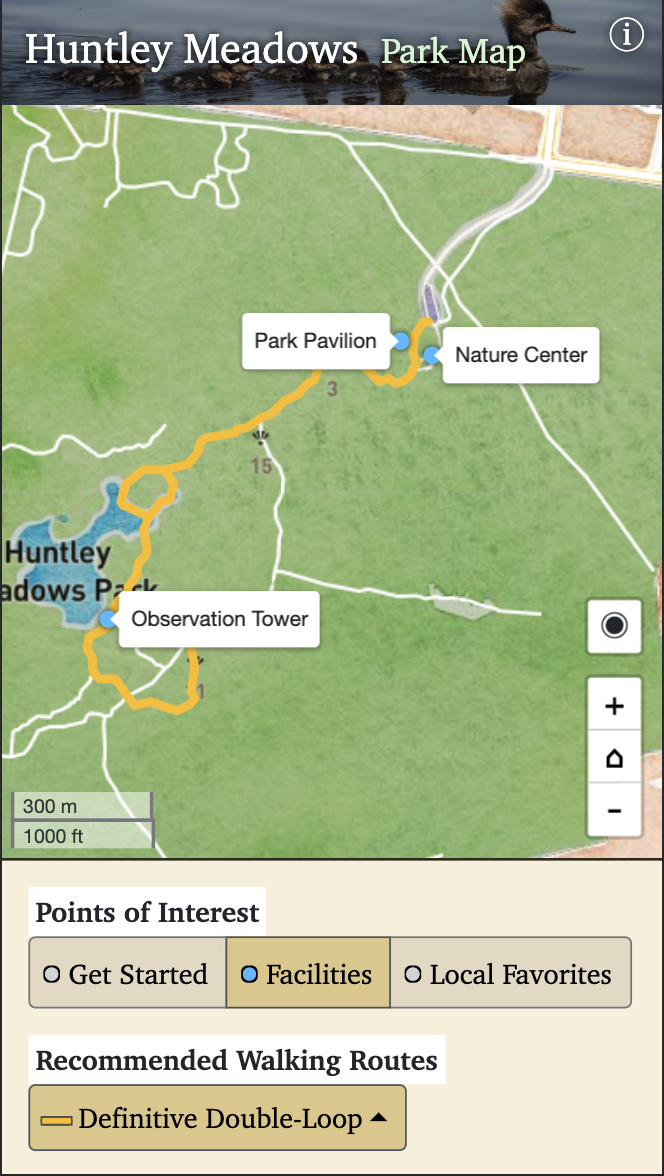 Huntley Meadows Park Map
Park Pavilion
Nature Center
3
15
Huntley
adows Park
Observation Tower
1
+
-
300 m
1000 ft
Points of Interest
Get Started
Facilities
Local Favorites
Recommended Walking Routes
Definitive Double-Loop